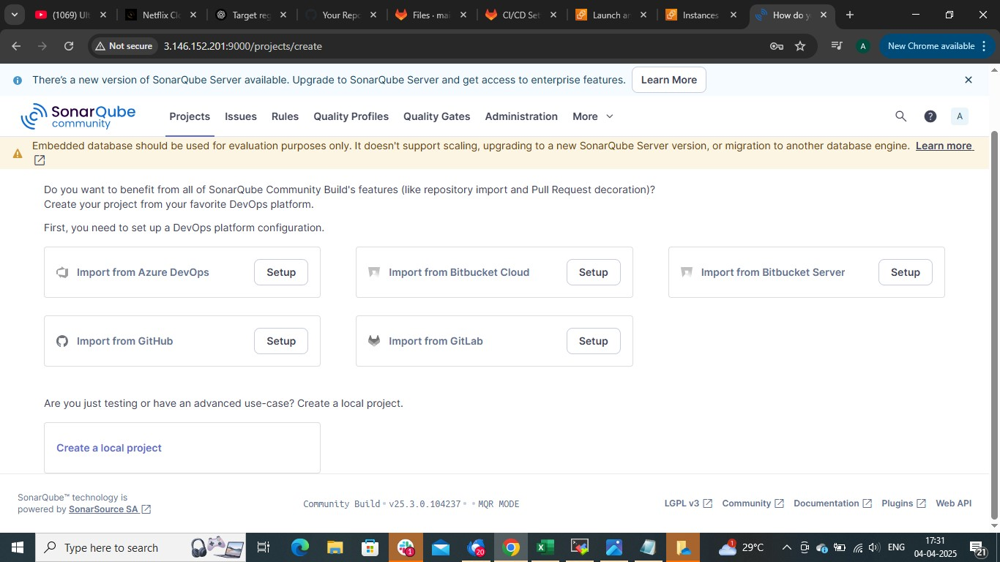 (1069) Ult
Netflix Cl
Target reg
Your Repo
Files · mai
CI/CD Set
Launch an
Instances
How do y
Not secure
3.146.152.201:9000/projects/create
A
New Chrome available
There's a new version of SonarQube Server available. Upgrade to SonarQube Server and get access to enterprise features.
Learn More
SonarQube
community
Projects
Issues
Rules
Quality Profiles
Quality Gates
Administration
More
?
A
Embedded database should be used for evaluation purposes only. It doesn't support scaling, upgrading to a new SonarQube Server version, or migration to another database engine. Learn more
Do you want to benefit from all of SonarQube Community Build's features (like repository import and Pull Request decoration)?
Create your project from your favorite DevOps platform.
First, you need to set up a DevOps platform configuration.
Import from Azure DevOps
Setup
Import from Bitbucket Cloud
Setup
Import from Bitbucket Server
Setup
Import from GitHub
Setup
Import from GitLab
Setup
Are you just testing or have an advanced use-case? Create a local project.
Create a local project
SonarQube™ technology is
powered by SonarSource SA
Community Build • v25.3.0.104237 • • MQR MODE
LGPL v3
Community
Documentation
Plugins
Web API
Type here to search
1
20
1
29°C
ENG
17:31
04-04-2025
21